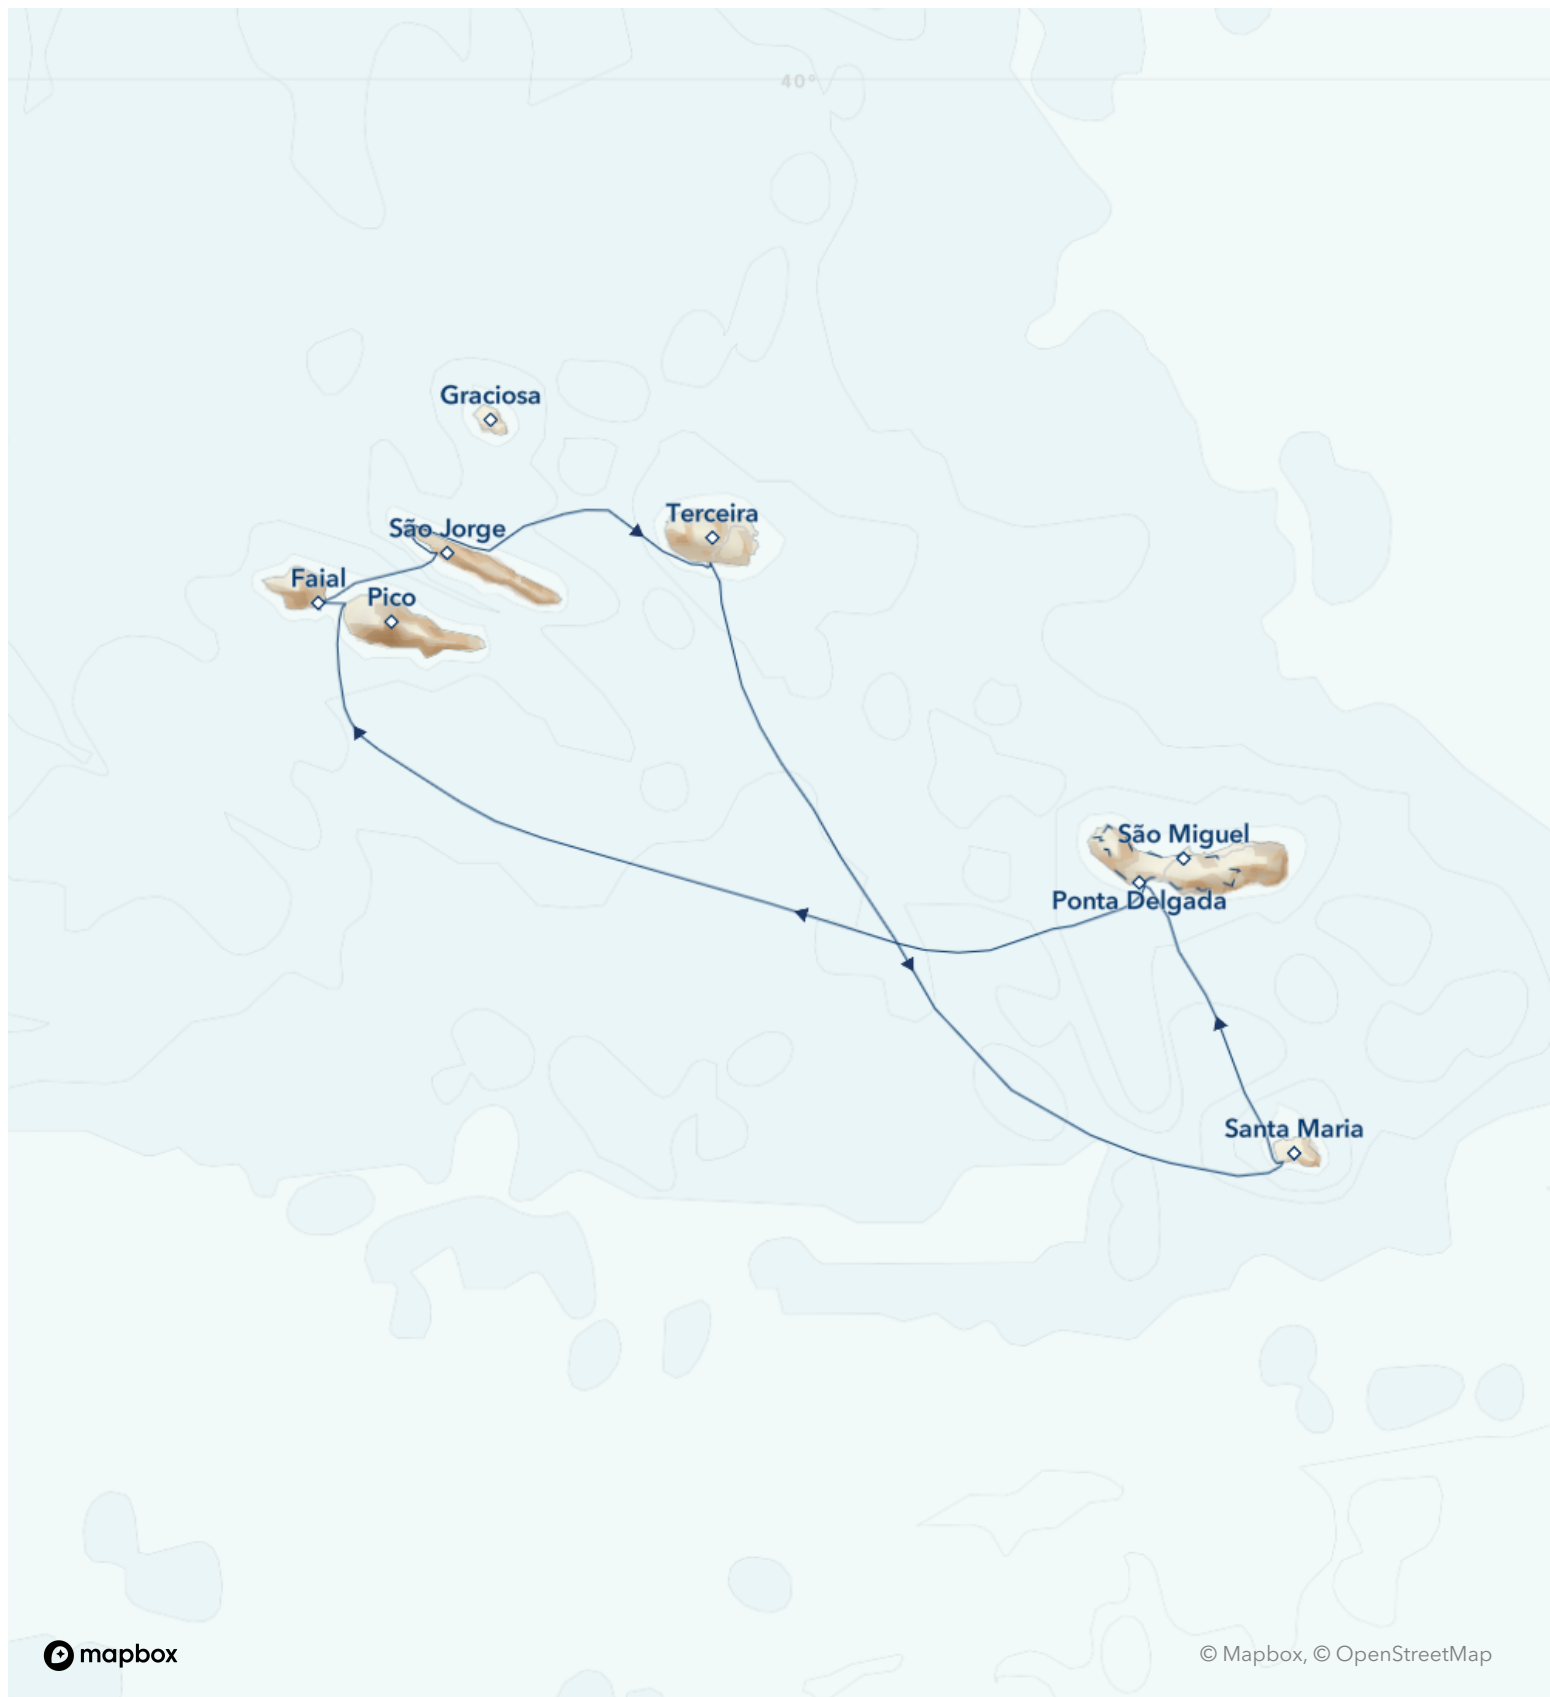 40°
Graciosa
Terceira
São Jorge
Faial
Pico
São Miguel
Ponta Delgada
Santa Maria
mapbox
© Mapbox, © OpenStreetMap